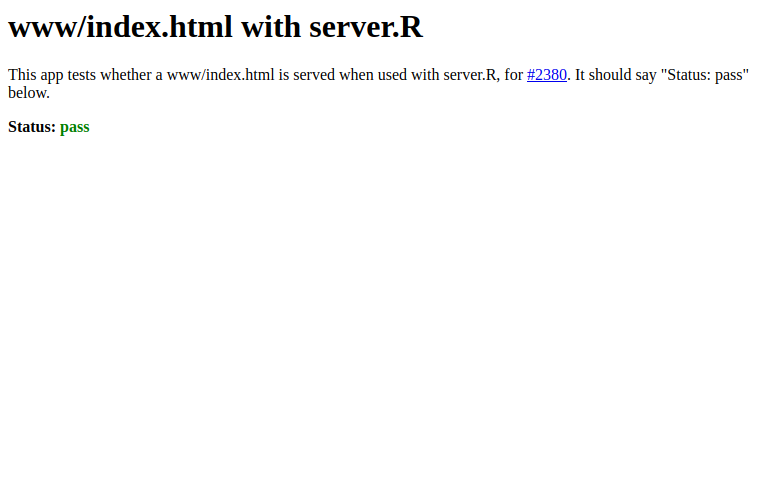 www/index.html with server.R
This app tests whether a www/index.html is served when used with server.R, for #2380. It should say "Status: pass"
below.
Status: pass